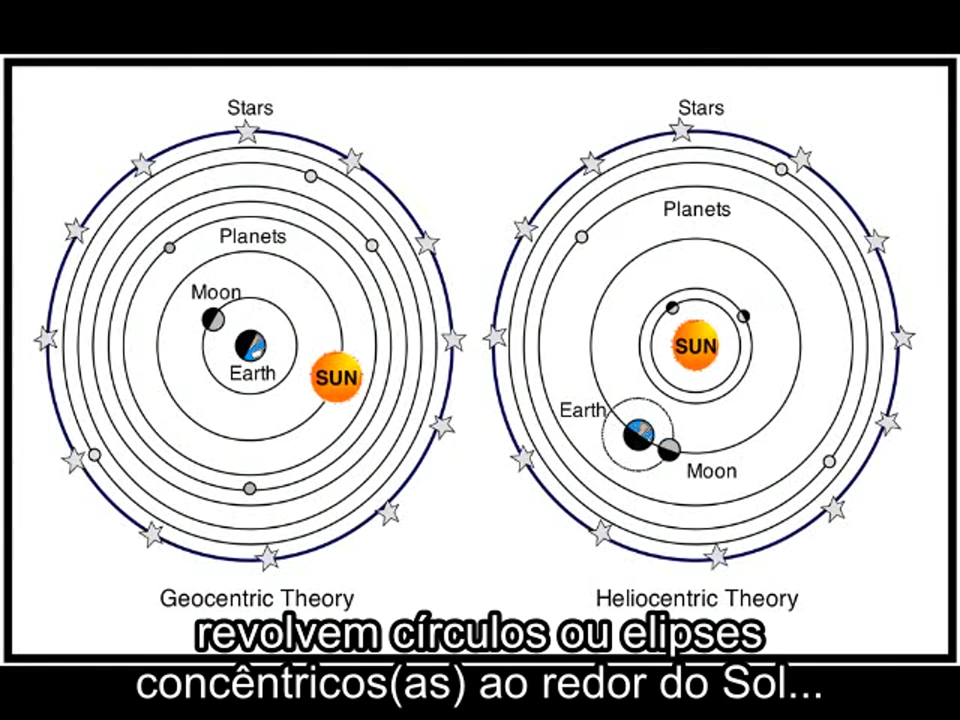 Stars
Planets
Moon
Earth
SUN
Geocentric Theory
Stars
Planets
SUN
Earth
Moon
Heliocentric Theory
revolvem círculos ou elipses
concêntricos(as) ao redor do Sol...